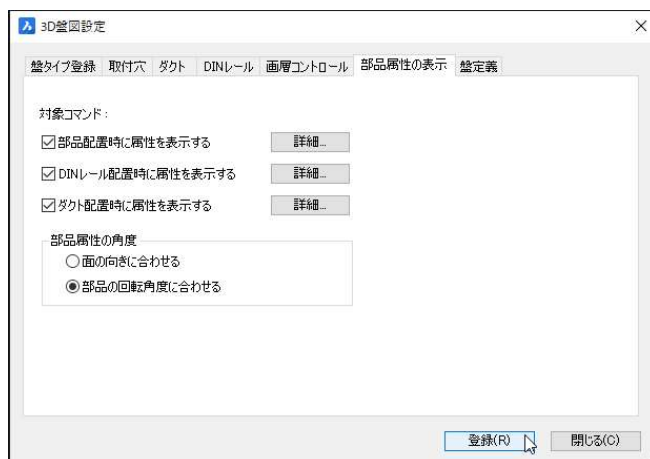 3D盤図設定
盤タイプ登録 取付穴 ダクト DINレール 画層コントロール 部品属性の表示 盤定義
対象コマンド：
部品配置時に属性を表示する 詳細...
DINレール配置時に属性を表示する 詳細...
ダクト配置時に属性を表示する 詳細...
部品属性の角度
面の向きに合わせる
部品の回転角度に合わせる
登録(R) 閉じる(C)